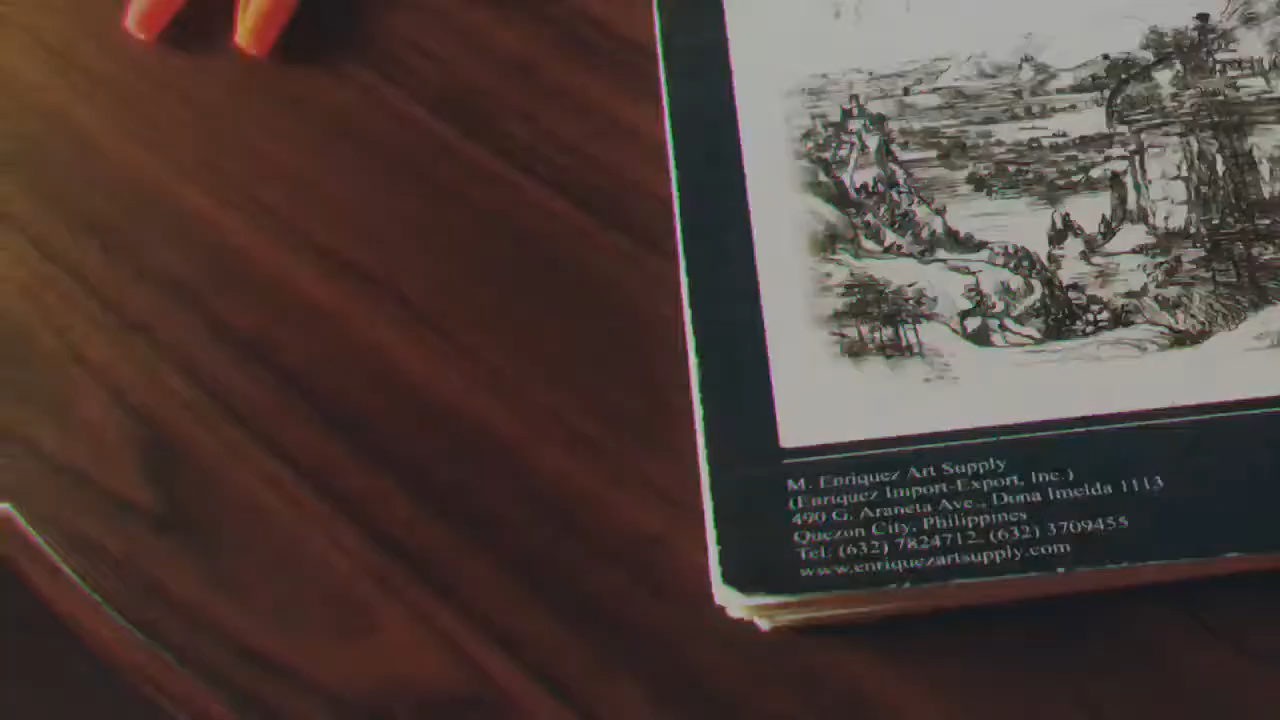 M. Enriquez Art Supply
(Enriquez Import-Export, Inc.)
490 G. Araneta Ave., Dona Imelda 1113
Quezon City, Philippines
Tel: (632) 7824712, (632) 3709455
www.enriquezartsupply.com